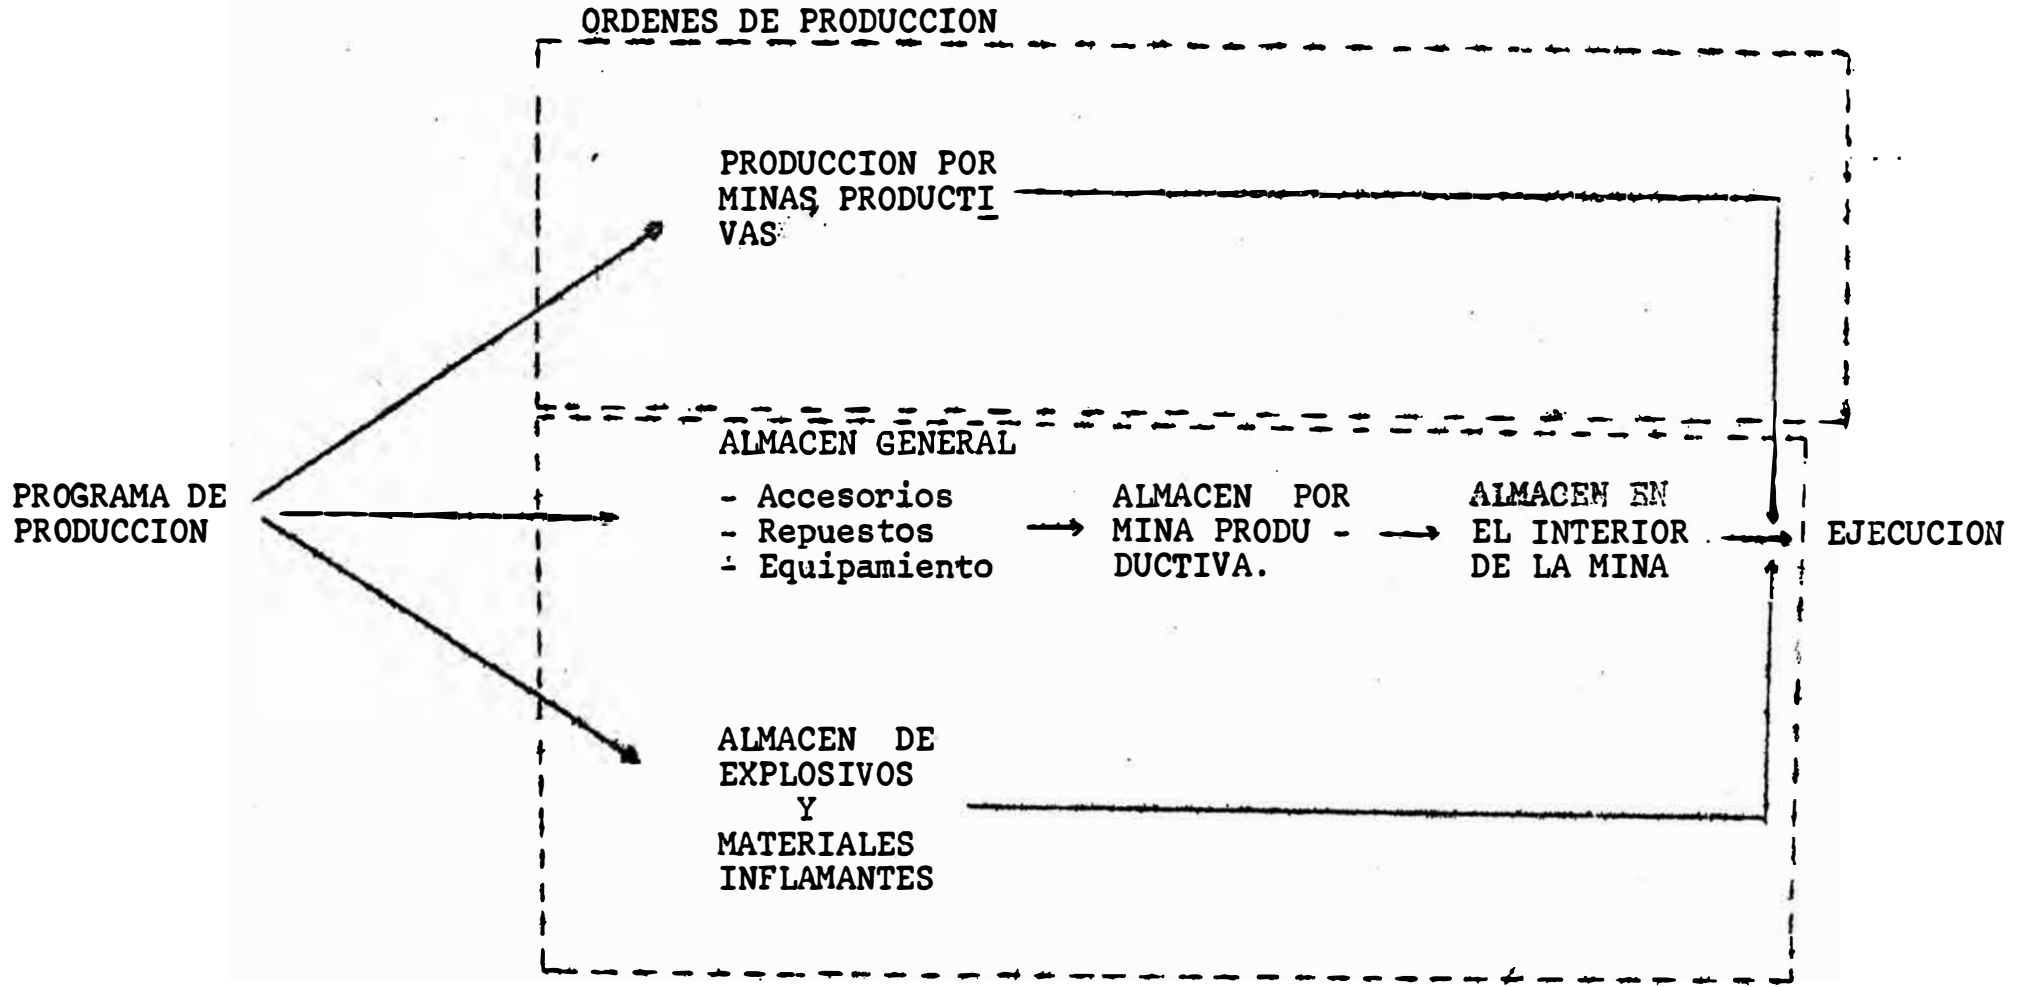 ORDENES DE PRODUCCION
PRODUCCION POR
MINAS PRODUCTI
VAS
PROGRAMA DE
PRODUCCION
ALMACEN GENERAL
- Accesorios
- Repuestos
- Equipamiento
ALMACEN POR
MINA PRODU -
DUCTIVA.
ALMACEN EN
EL INTERIOR
DE LA MINA
EJECUCION
ALMACEN DE
EXPLOSIVOS
Y
MATERIALES
INFLAMANTES